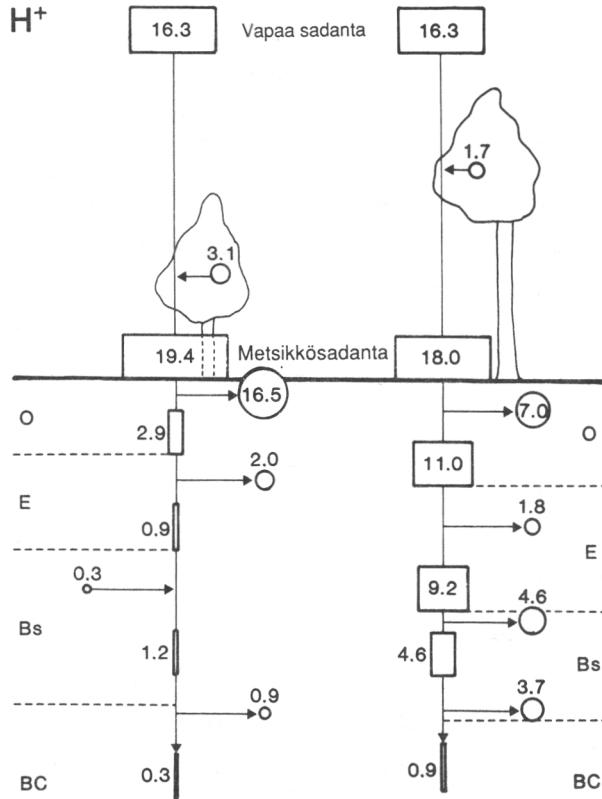 H+
16.3 Vapaa sadanta 16.3
1.7
3.1
19.4 Metsikkösadanta 18.0
16.5 7.0
O 2.9 O
2.0 11.0
E 1.8
0.9 E
0.3 9.2 4.6
Bs 1.2 4.6 Bs
0.9 3.7
BC 0.3 0.9 BC